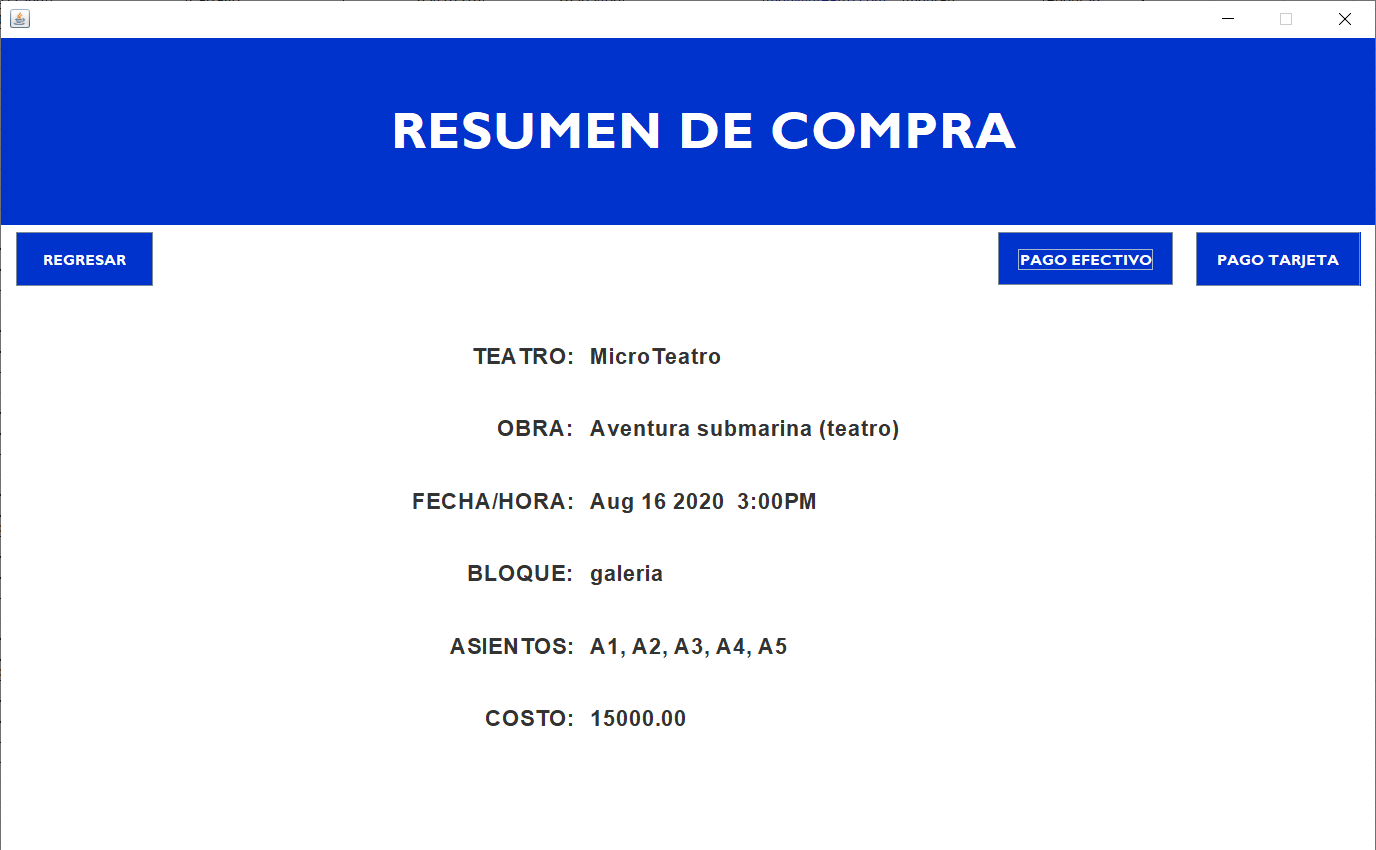 RESUMEN DE COMPRA
REGRESAR
PAGO EFECTIVO
PAGO TARJETA
TEATRO: MicroTeatro
OBRA: Aventura submarina (teatro)
FECHA/HORA: Aug 16 2020  3:00PM
BLOQUE: galeria
ASIENTOS: A1, A2, A3, A4, A5
COSTO: 15000.00